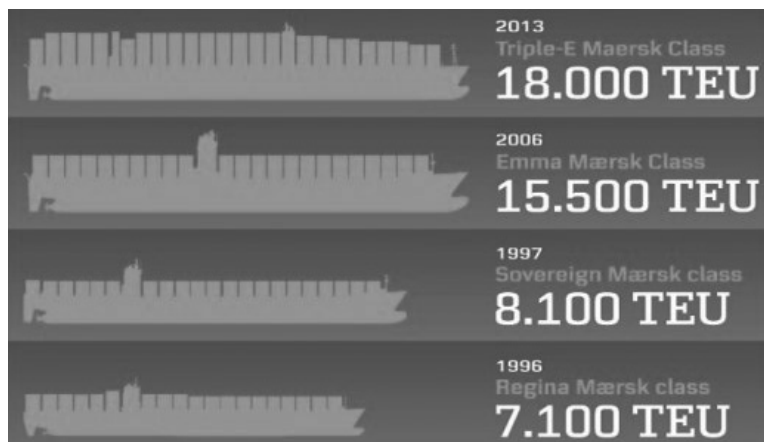 2013
Triple-E Maersk Class
18.000 TEU
2006
Emma Mærsk Class
15.500 TEU
1997
Sovereign Mærsk class
8.100 TEU
1996
Regina Mærsk class
7.100 TEU